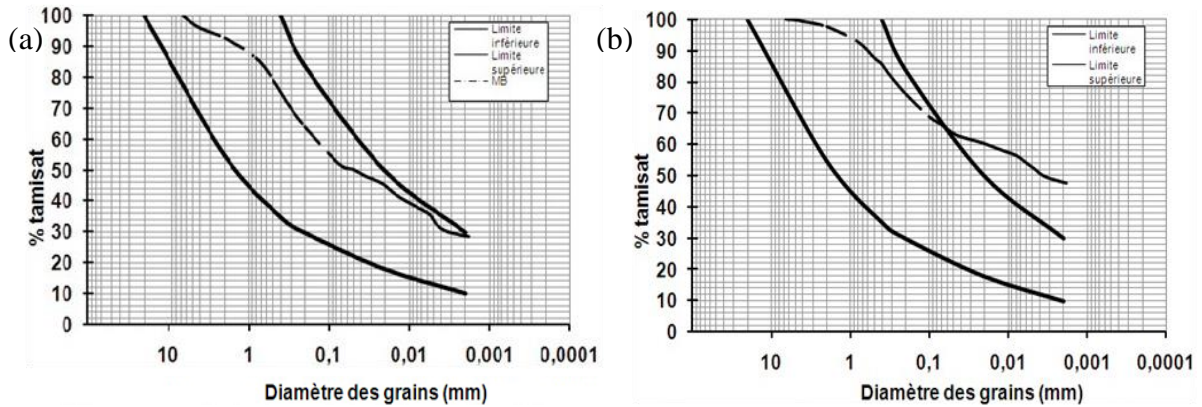 (a)
% tamisat
100
90
80
70
60
50
40
30
20
10
0
10 1 0,1 0,01 0,001 0,0001
Diamètre des grains (mm)
Limite
inférieure
Limite
supérieure
MB
(b)
% tamisat
100
90
80
70
60
50
40
30
20
10
0
10 1 0,1 0,01 0,001 0,0001
Diamètre des grains (mm)
Limite
inférieure
Limite
supérieure